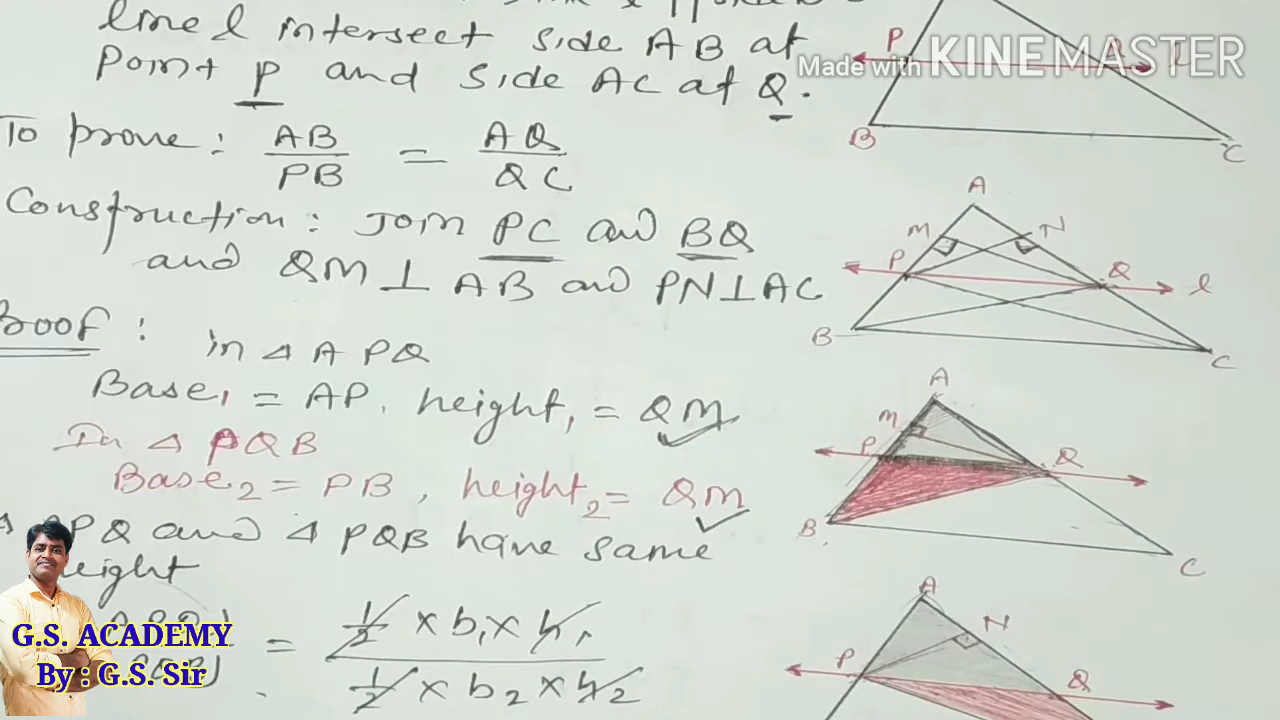 line l intersect side AB at
Point P and side AC at Q.
To prove: AB/PB = AQ/QC
Construction: Join PC and BQ
and QM⊥AB and PN⊥AC
Proof:
in △APQ
Base₁ = AP, height₁ = QM
In △PQB
Base₂ = PB, height₂ = QM
PQ and △PQB have same
height
= ½ × b₁ × h₁
½ × b₂ × h₂
P Q l
B C
Made with KINEMASTER
A
M N
P Q l
B C
A
M
P Q
B C
A
N
P Q
G.S. ACADEMY
By : G.S. Sir